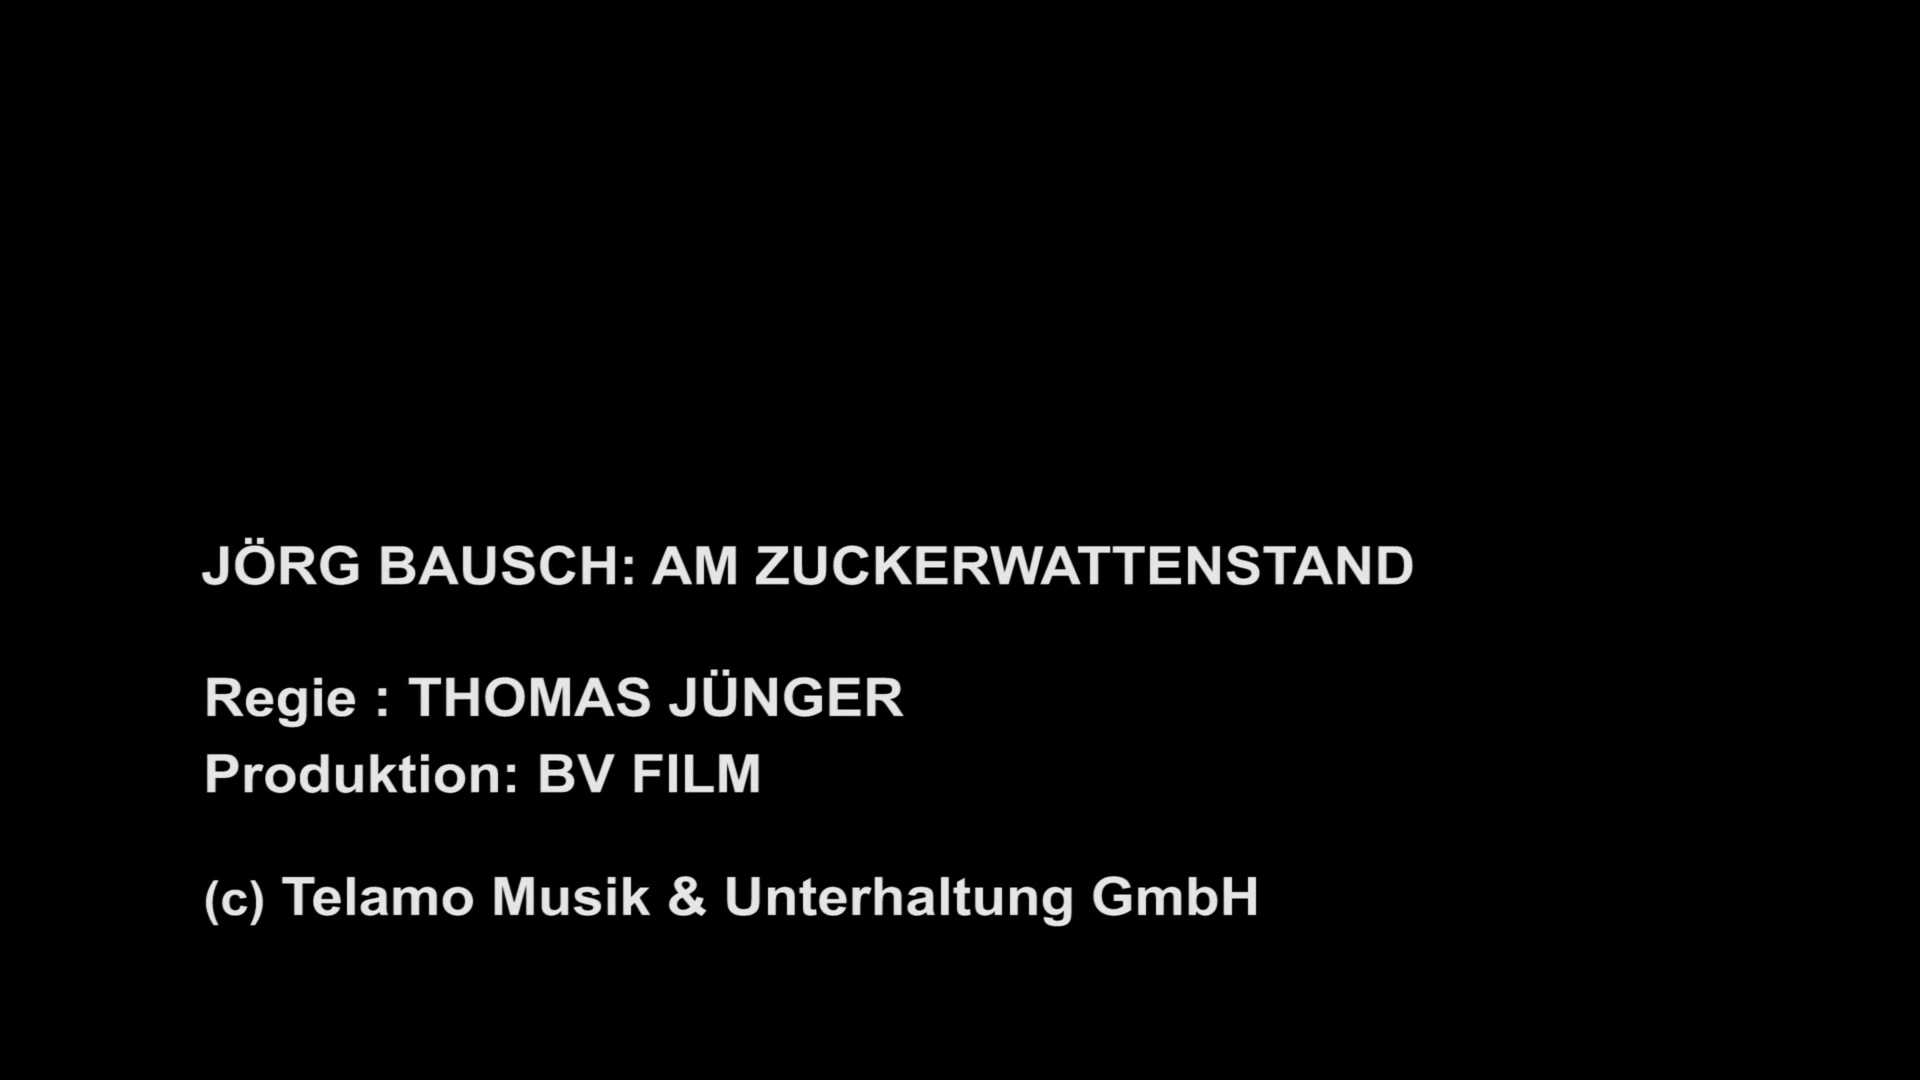 JÖRG BAUSCH: AM ZUCKERWATTENSTAND
Regie : THOMAS JÜNGER
Produktion: BV FILM
(c) Telamo Musik & Unterhaltung GmbH